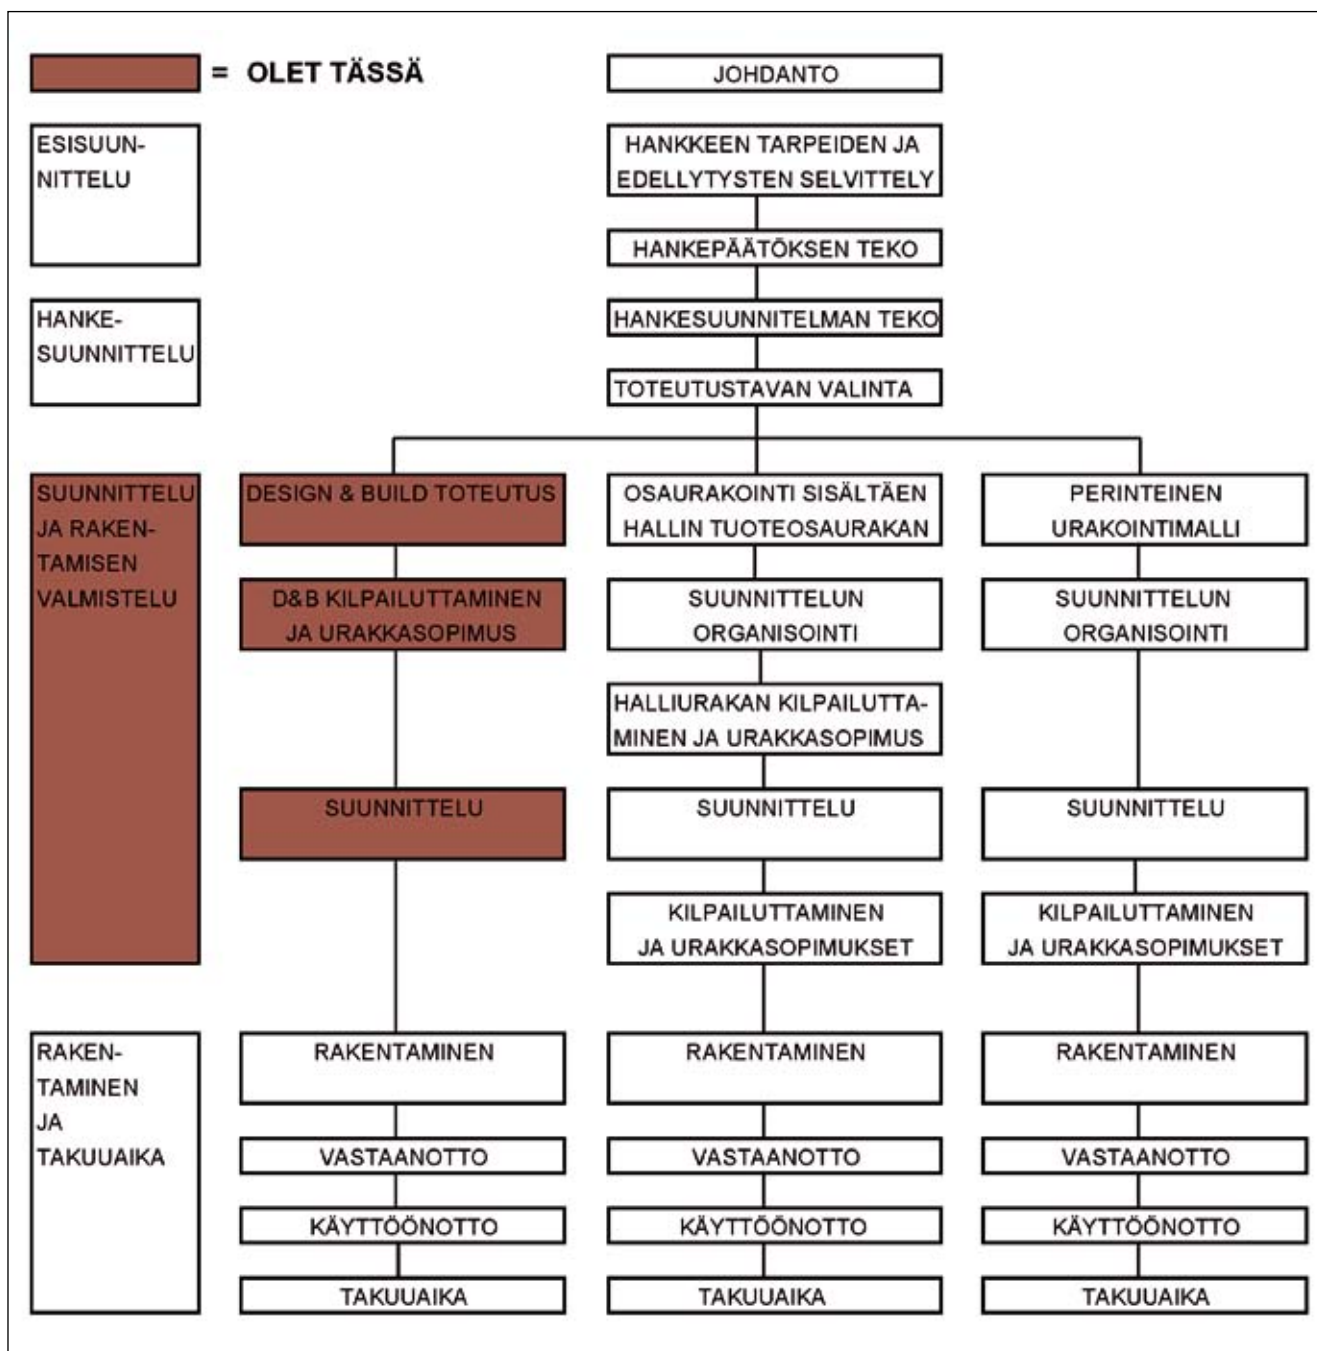 = OLET TÄSSÄ
JOHDANTO
ESISUUN-
NITTELU
HANKKEEN TARPEIDEN JA
EDELLYTYSTEN SELVITTELY
HANKEPÄÄTÖKSEN TEKO
HANKE-
SUUNNITTELU
HANKESUUNNITELMAN TEKO
TOTEUTUSTAVAN VALINTA
SUUNNITTELU
JA RAKEN-
TAMISEN
VALMISTELU
DESIGN & BUILD TOTEUTUS
OSAURAKOINTI SISÄLTÄEN
HALLIN TUOTEOSAURAKAN
PERINTEINEN
URAKOINTIMALLI
D&B KILPAILUTTAMINEN
JA URAKKASOPIMUS
SUUNNITTELUN
ORGANISOINTI
SUUNNITTELUN
ORGANISOINTI
HALLIURAKAN KILPAILUTTA-
MINEN JA URAKKASOPIMUS
SUUNNITTELU
SUUNNITTELU
SUUNNITTELU
KILPAILUTTAMINEN
JA URAKKASOPIMUKSET
KILPAILUTTAMINEN
JA URAKKASOPIMUKSET
RAKEN-
TAMINEN
JA
TAKUUAIKA
RAKENTAMINEN
RAKENTAMINEN
RAKENTAMINEN
VASTAANOTTO
VASTAANOTTO
VASTAANOTTO
KÄYTTÖÖNOTTO
KÄYTTÖÖNOTTO
KÄYTTÖÖNOTTO
TAKUUAIKA
TAKUUAIKA
TAKUUAIKA